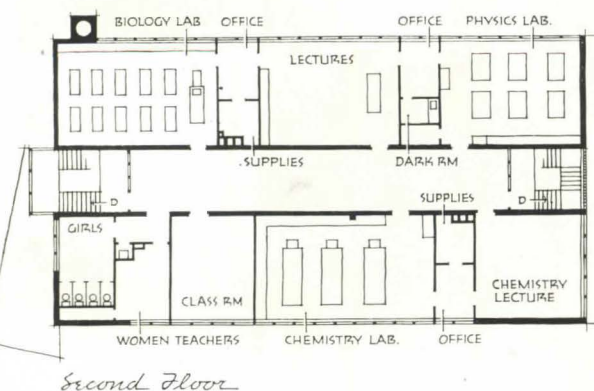 BIOLOGY LAB OFFICE OFFICE PHYSICS LAB.
LECTURES
SUPPLIES DARK RM
SUPPLIES
D D
GIRLS
CHEMISTRY
LECTURE
CLASS RM
WOMEN TEACHERS CHEMISTRY LAB. OFFICE
Second Floor